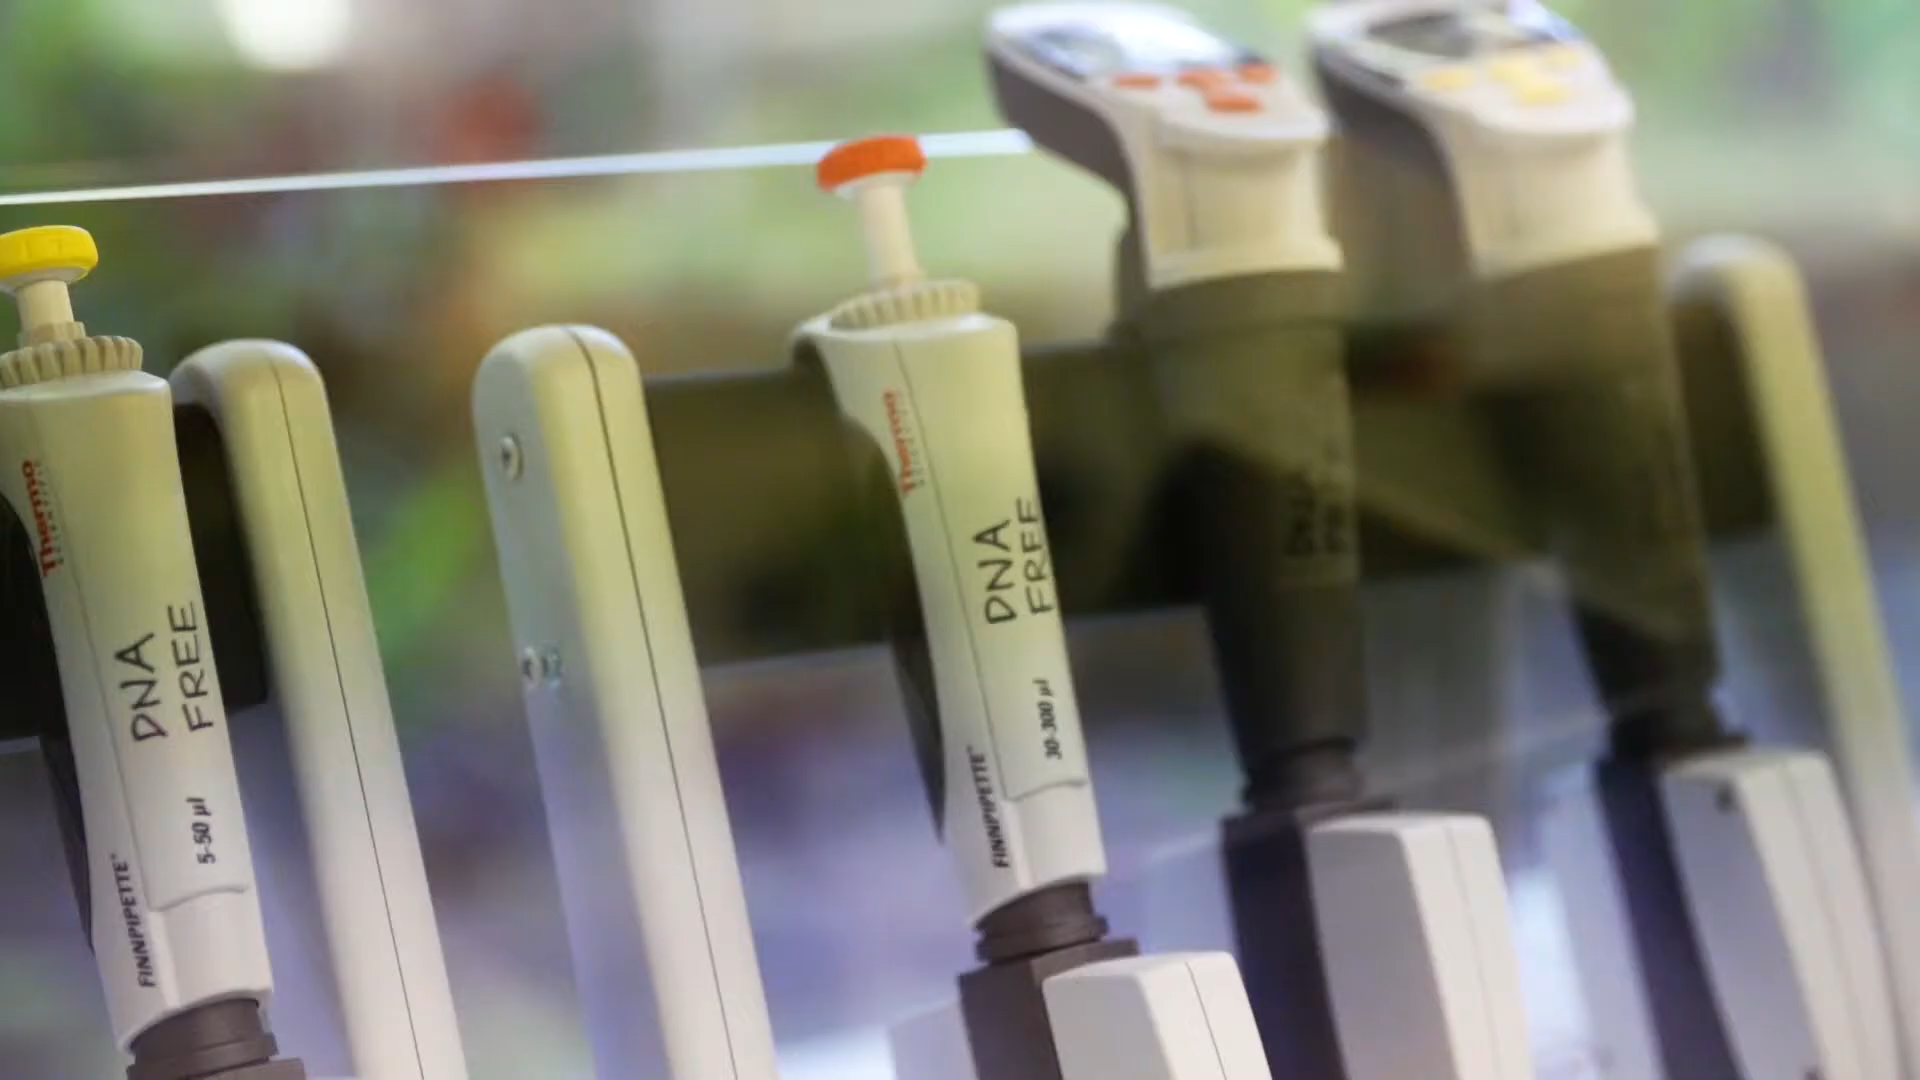 Thermo
DNA
FREE
5-50 µl
FINNPIPETTE
Thermo
DNA
FREE
30-300 µl
FINNPIPETTE